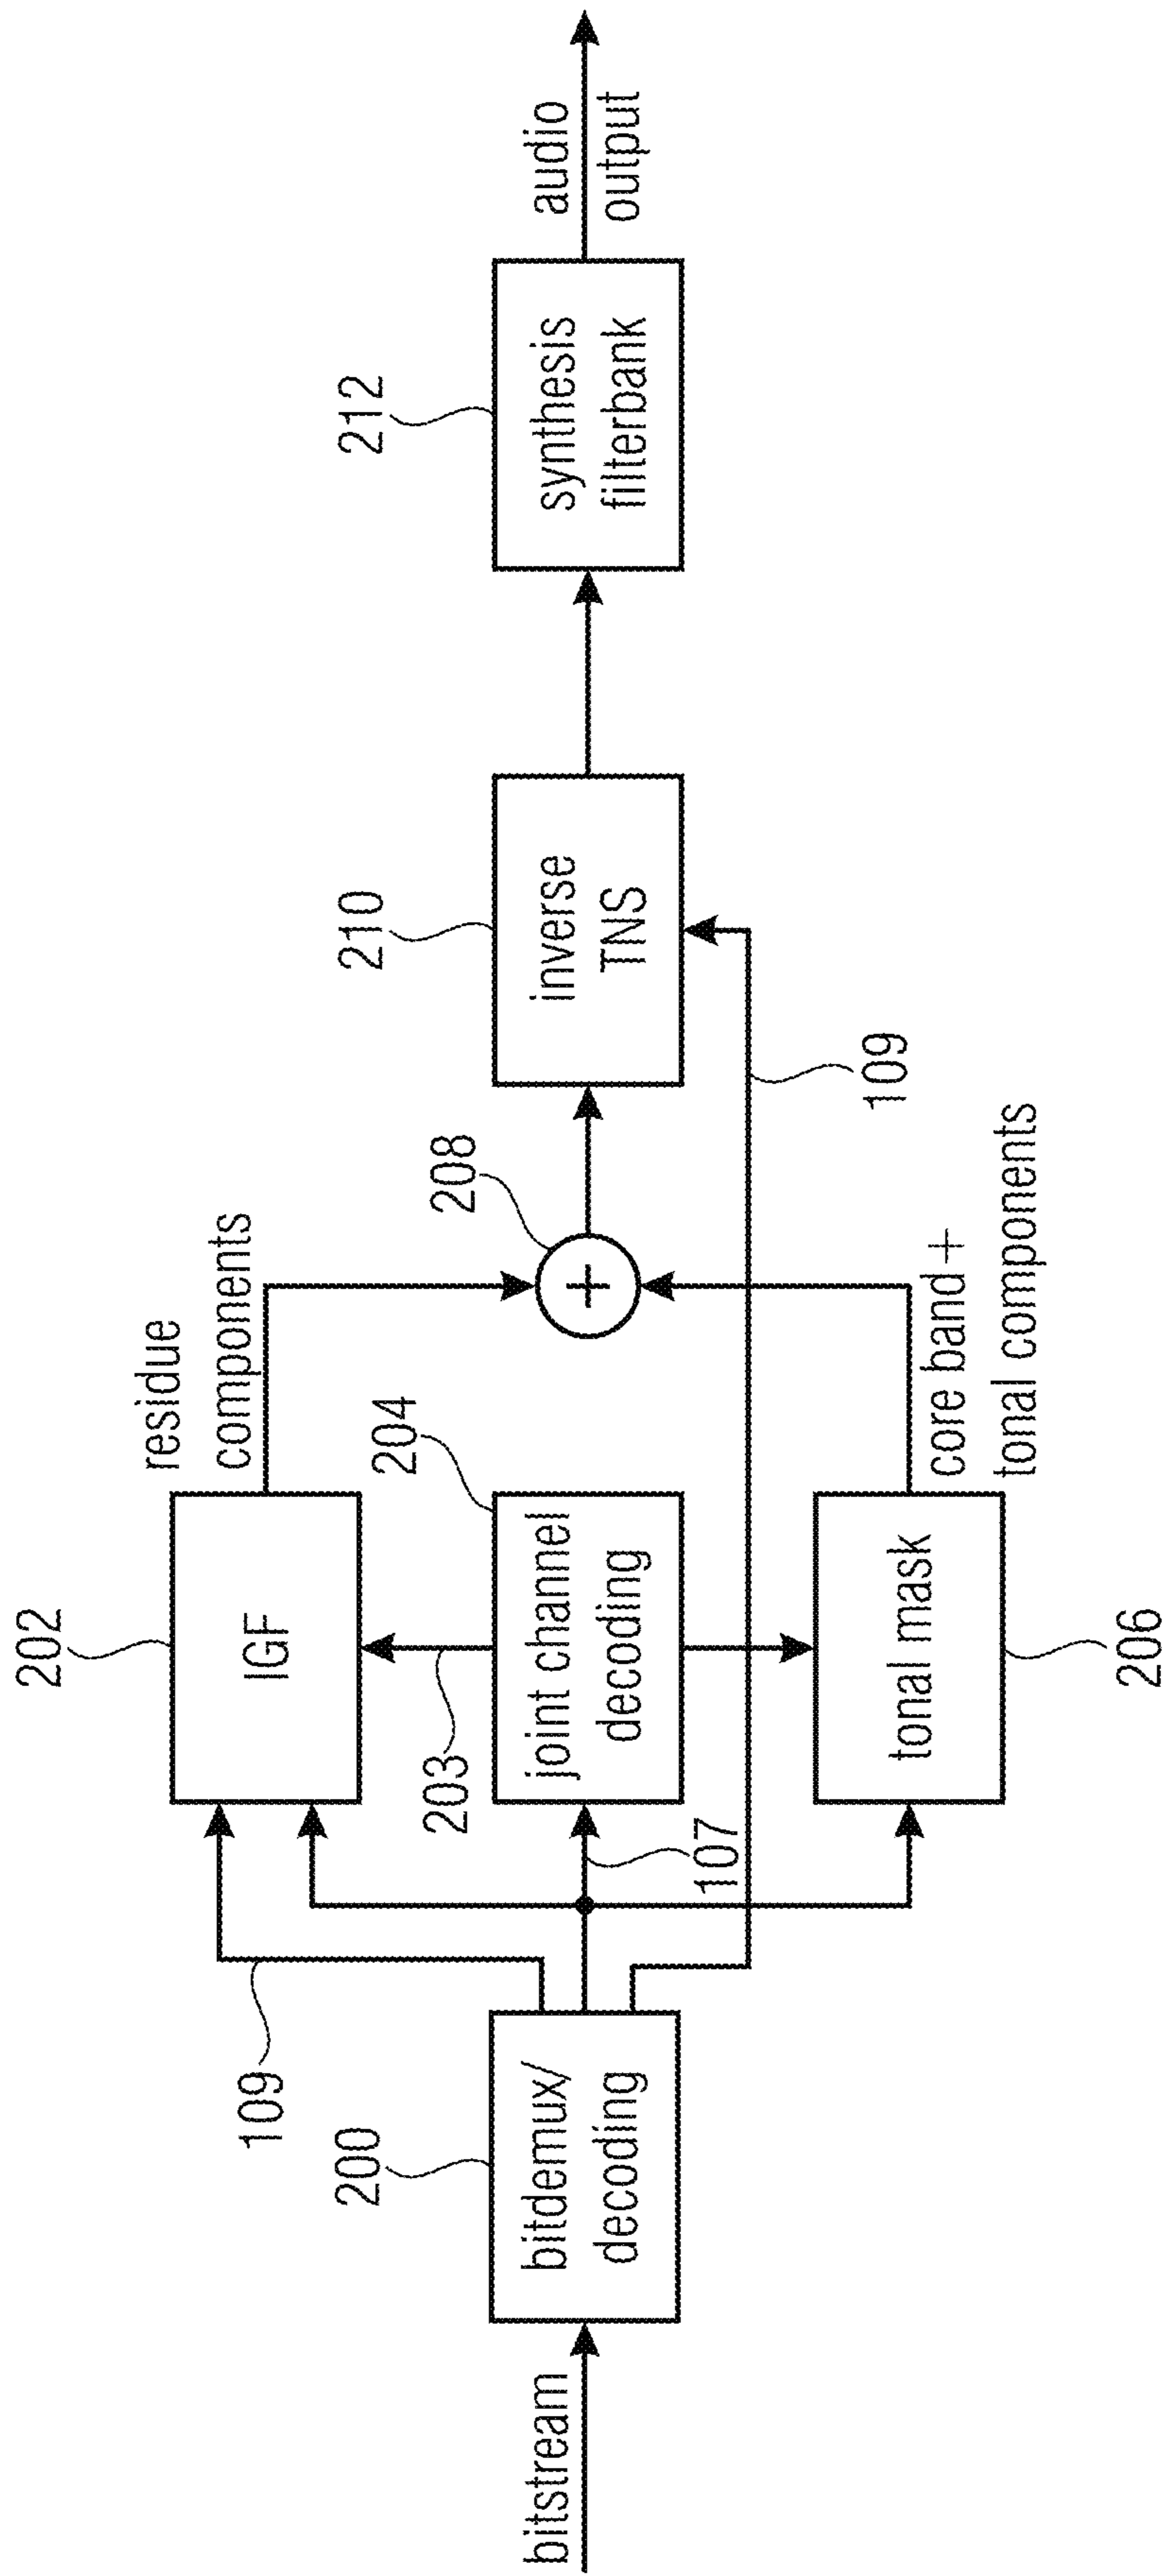 bitstream
200
bitdemux/
decoding
109
202
IGF
203
204
joint channel
decoding
107
206
tonal mask
residue
components
core band+
tonal components
208
+
109
210
inverse
TNS
212
synthesis
filterbank
audio
output